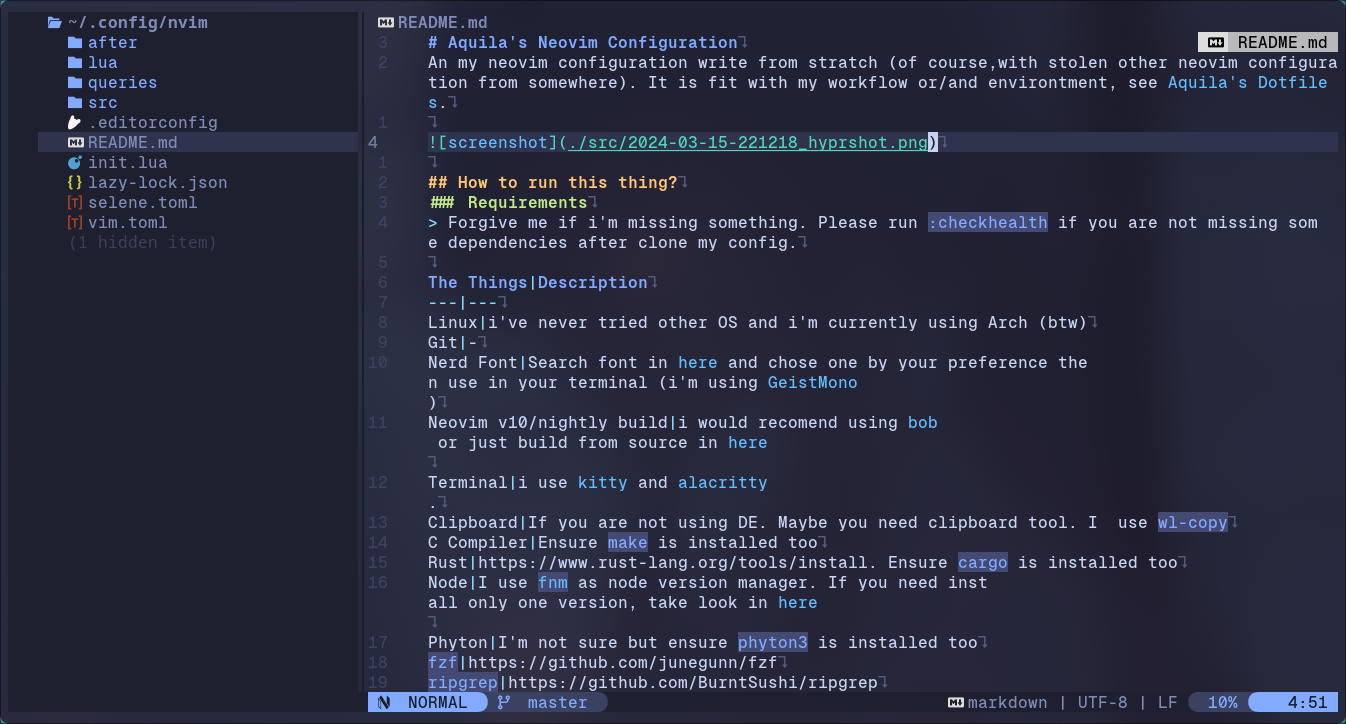 ~/.config/nvim
after
lua
queries
src
.editorconfig
README.md
init.lua
{} lazy-lock.json
[T] selene.toml
[T] vim.toml
(1 hidden item)
README.md
README.md
3 # Aquila's Neovim Configuration
2 An my neovim configuration write from stratch (of course,with stolen other neovim configura
tion from somewhere). It is fit with my workflow or/and environtment, see Aquila's Dotfile
s.
1
4 ![screenshot](./src/2024-03-15-221218_hyprshot.png)
1
2 ## How to run this thing?
3 ### Requirements
4 > Forgive me if i'm missing something. Please run :checkhealth if you are not missing som
e dependencies after clone my config.
5
6 The Things|Description
7 ---|---
8 Linux|i've never tried other OS and i'm currently using Arch (btw)
9 Git|-
10 Nerd Font|Search font in here and chose one by your preference the
n use in your terminal (i'm using GeistMono
)
11 Neovim v10/nightly build|i would recomend using bob
or just build from source in here
12 Terminal|i use kitty and alacritty
.
13 Clipboard|If you are not using DE. Maybe you need clipboard tool. I  use wl-copy
14 C Compiler|Ensure make is installed too
15 Rust|https://www.rust-lang.org/tools/install. Ensure cargo is installed too
16 Node|I use fnm as node version manager. If you need inst
all only one version, take look in here
17 Phyton|I'm not sure but ensure phyton3 is installed too
18 fzf|https://github.com/junegunn/fzf
19 ripgrep|https://github.com/BurntSushi/ripgrep
NORMAL master markdown | UTF-8 | LF 10% 4:51